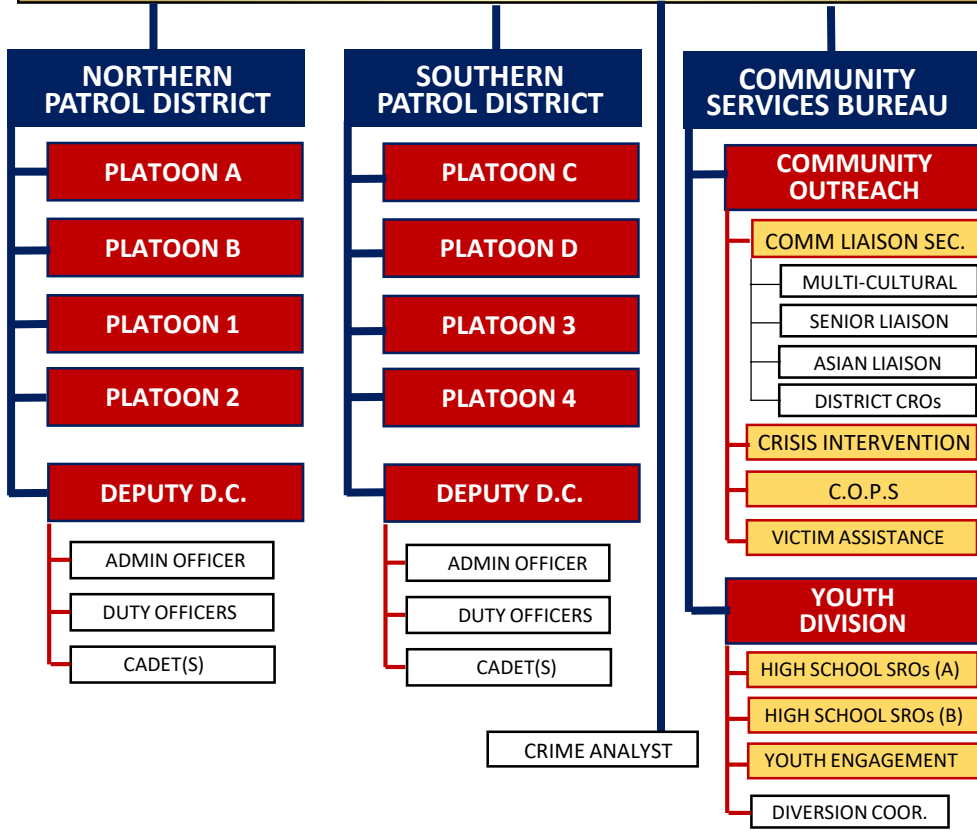 NORTHERN
PATROL DISTRICT
PLATOON A
PLATOON B
PLATOON 1
PLATOON 2
DEPUTY D.C.
ADMIN OFFICER
DUTY OFFICERS
CADET(S)
SOUTHERN
PATROL DISTRICT
PLATOON C
PLATOON D
PLATOON 3
PLATOON 4
DEPUTY D.C.
ADMIN OFFICER
DUTY OFFICERS
CADET(S)
CRIME ANALYST
COMMUNITY
SERVICES BUREAU
COMMUNITY
OUTREACH
COMM LIAISON SEC.
MULTI-CULTURAL
SENIOR LIAISON
ASIAN LIAISON
DISTRICT CROs
CRISIS INTERVENTION
C.O.P.S
VICTIM ASSISTANCE
YOUTH
DIVISION
HIGH SCHOOL SROs (A)
HIGH SCHOOL SROs (B)
YOUTH ENGAGEMENT
DIVERSION COOR.